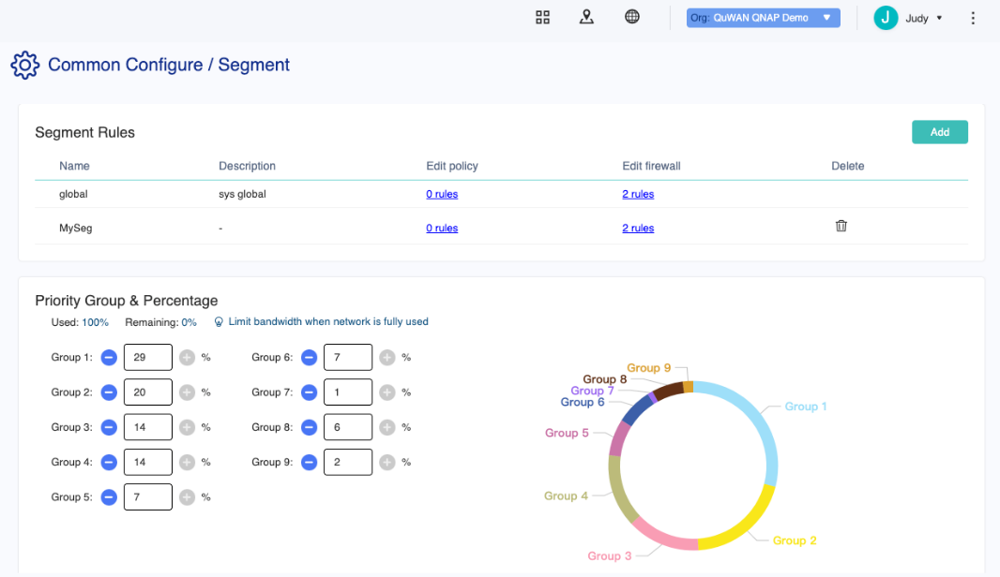 Org: QuWAN QNAP Demo
J Judy
Common Configure / Segment
Segment Rules
Add
Name Description Edit policy Edit firewall Delete
global sys global 0 rules 2 rules
MySeg - 0 rules 2 rules
Priority Group & Percentage
Used: 100% Remaining: 0% Limit bandwidth when network is fully used
Group 1: 29 % Group 6: 7 %
Group 2: 20 % Group 7: 1 %
Group 3: 14 % Group 8: 6 %
Group 4: 14 % Group 9: 2 %
Group 5: 7 %
Group 9
Group 8
Group 7
Group 6
Group 1
Group 5
Group 4
Group 2
Group 3